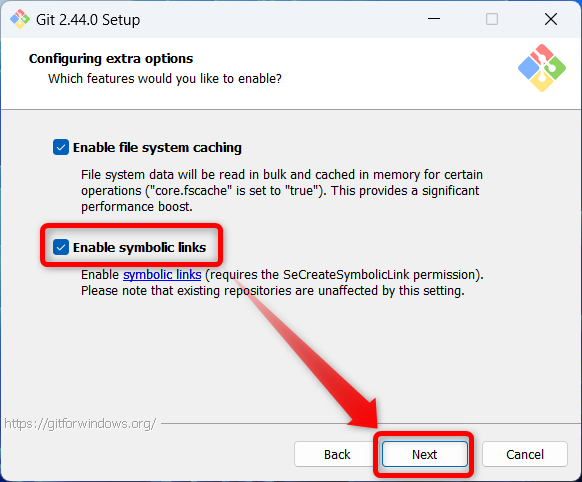 Git 2.44.0 Setup
Configuring extra options
Which features would you like to enable?
Enable file system caching
File system data will be read in bulk and cached in memory for certain
operations ("core.fscache" is set to "true"). This provides a significant
performance boost.
Enable symbolic links
Enable symbolic links (requires the SeCreateSymbolicLink permission).
Please note that existing repositories are unaffected by this setting.
https://gitforwindows.org/
Back Next Cancel